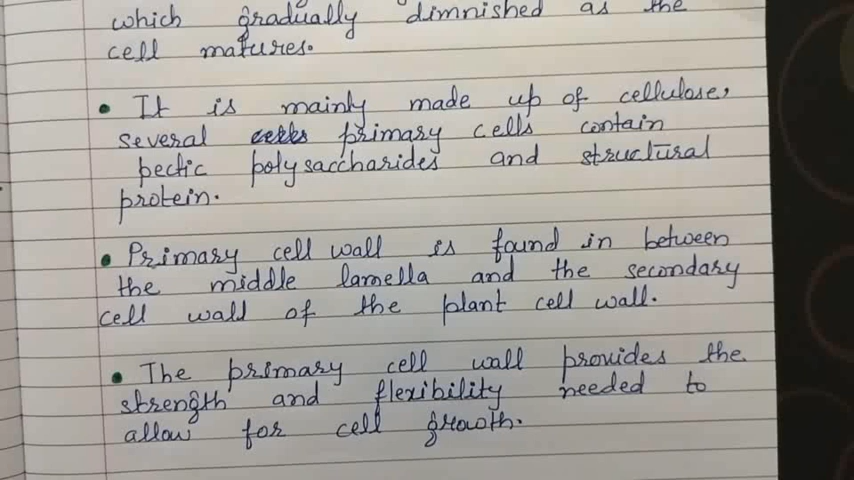 which gradually dimnished as the
cell matures.
• It is mainly made up of cellulose,
several cells primary cells contain
pectic polysaccharides and structural
protein.
• Primary cell wall is found in between
the middle lamella and the secondary
cell wall of the plant cell wall.
• The primary cell wall provides the
strength and flexibility needed to
allow for cell growth.